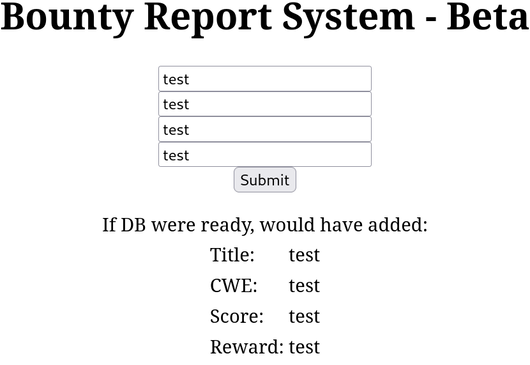 Bounty Report System - Beta
test
test
test
test
Submit
If DB were ready, would have added:
Title: test
CWE: test
Score: test
Reward: test